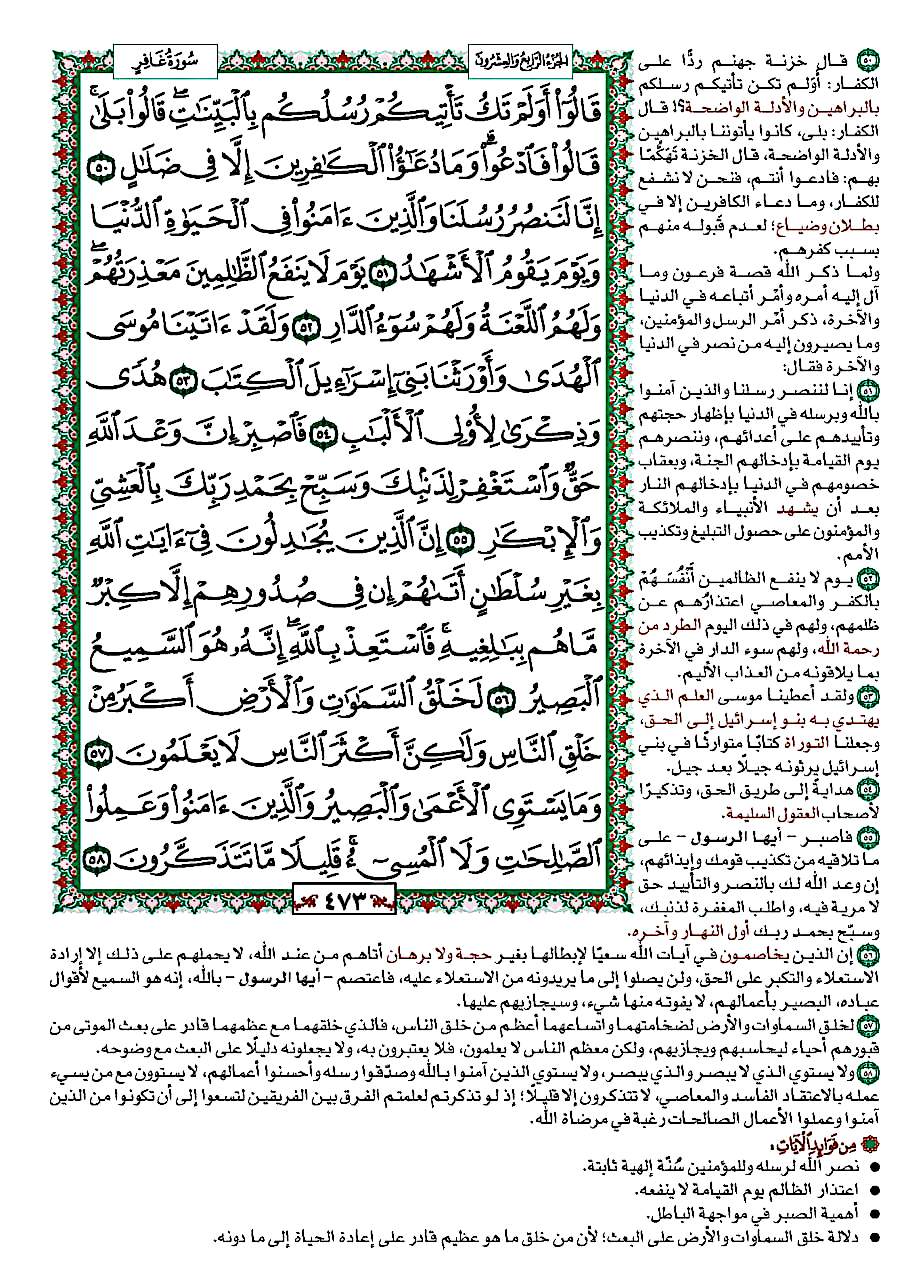 سُورَةُ غَافِرٍ
الجُزْءُ الرَّابِعُ وَالعِشْرُونَ
قَالُوٓا۟ أَوَلَمْ تَكُ تَأْتِيكُمْ رُسُلُكُم بِٱلْبَيِّنَٰتِۖ قَالُوا۟ بَلَىٰۚ
قَالُوا۟ فَٱدْعُوا۟ۗ وَمَا دُعَٰٓؤُا۟ ٱلْكَٰفِرِينَ إِلَّا فِى ضَلَٰلٍ ٥٠
إِنَّا لَنَنصُرُ رُسُلَنَا وَٱلَّذِينَ ءَامَنُوا۟ فِى ٱلْحَيَوٰةِ ٱلدُّنْيَا
وَيَوْمَ يَقُومُ ٱلْأَشْهَٰدُ ٥١ يَوْمَ لَا يَنفَعُ ٱلظَّٰلِمِينَ مَعْذِرَتُهُمْۖ
وَلَهُمُ ٱللَّعْنَةُ وَلَهُمْ سُوٓءُ ٱلدَّارِ ٥٢ وَلَقَدْ ءَاتَيْنَا مُوسَى
ٱلْهُدَىٰ وَأَوْرَثْنَا بَنِىٓ إِسْرَٰٓءِيلَ ٱلْكِتَٰبَ ٥٣ هُدًى
وَذِكْرَىٰ لِأُو۟لِى ٱلْأَلْبَٰبِ ٥٤ فَٱصْبِرْ إِنَّ وَعْدَ ٱللَّهِ
حَقٌّ وَٱسْتَغْفِرْ لِذَنۢبِكَ وَسَبِّحْ بِحَمْدِ رَبِّكَ بِٱلْعَشِىِّ
وَٱلْإِبْكَٰرِ ٥٥ إِنَّ ٱلَّذِينَ يُجَٰدِلُونَ فِىٓ ءَايَٰتِ ٱللَّهِ
بِغَيْرِ سُلْطَٰنٍ أَتَىٰهُمْ إِن فِى صُدُورِهِمْ إِلَّا كِبْرٌ
مَّا هُم بِبَٰلِغِيهِۚ فَٱسْتَعِذْ بِٱللَّهِۖ إِنَّهُۥ هُوَ ٱلسَّمِيعُ
ٱلْبَصِيرُ ٥٦ لَخَلْقُ ٱلسَّمَٰوَٰتِ وَٱلْأَرْضِ أَكْبَرُ مِنْ
خَلْقِ ٱلنَّاسِ وَلَٰكِنَّ أَكْثَرَ ٱلنَّاسِ لَا يَعْلَمُونَ ٥٧
وَمَا يَسْتَوِى ٱلْأَعْمَىٰ وَٱلْبَصِيرُ وَٱلَّذِينَ ءَامَنُوا۟ وَعَمِلُوا۟
ٱلصَّٰلِحَٰتِ وَلَا ٱلْمُسِىٓءُۚ قَلِيلًا مَّا تَتَذَكَّرُونَ ٥٨
٤٧٣
٥٠ قال خزنة جهنم ردًّا على
الكفار: أَوَلم تكن تأتيكم رسلكم
بالبراهين والأدلة الواضحة؟! قال
الكفار: بلى، كانوا يأتوننا بالبراهين
والأدلة الواضحة، قال الخزنة تَهَكُّمًا
بهم: فادعوا أنتم، فنحن لا نشفع
للكفار، وما دعاء الكافرين إلا في
بطلان وضياع؛ لعدم قَبوله منهم
بسبب كفرهم.
ولما ذكر الله قصة فرعون وما
آل إليه أمره وأمْر أتباعه في الدنيا
والآخرة، ذكر أمْر الرسل والمؤمنين،
وما يصيرون إليه من نصر في الدنيا
والآخرة فقال:
٥١ إنا لننصر رسلنا والذين آمنوا
بالله وبرسله في الدنيا بإظهار حجتهم
وتأييدهم على أعدائهم، وننصرهم
يوم القيامة بإدخالهم الجنة، وبعقاب
خصومهم في الدنيا بإدخالهم النار
بعد أن يشهد الأنبياء والملائكة
والمؤمنون على حصول التبليغ وتكذيب
الأمم.
٥٢ يوم لا ينفع الظالمين أَنْفُسَهُمْ
بالكفر والمعاصي اعتذارُهم عن
ظلمهم، ولهم في ذلك اليوم الطرد من
رحمة الله، ولهم سوء الدار في الآخرة
بما يلاقونه من العذاب الأليم.
٥٣ ولقد أعطينا موسى العلم الذي
يهتدي به بنو إسرائيل إلى الحق،
وجعلنا التوراة كتابًا متوارثًا في بني
إسرائيل يرثونه جيلًا بعد جيل.
٥٤ هدايةً إلى طريق الحق، وتذكيرًا
لأصحاب العقول السليمة.
٥٥ فاصبر – أيها الرسول – على
ما تلاقيه من تكذيب قومك وإيذائهم،
إن وعد الله لك بالنصر والتأييد حق
لا مرية فيه، واطلب المغفرة لذنبك،
وسبّح بحمد ربك أول النهار وآخره.
٥٦ إن الذين يخاصمون في آيات الله سعيًا لإبطالها بغير حجة ولا برهان أتاهم من عند الله، لا يحملهم على ذلك إلا إرادة
الاستعلاء والتكبر على الحق، ولن يصلوا إلى ما يريدونه من الاستعلاء عليه، فاعتصم – أيها الرسول – بالله، إنه هو السميع لأقوال
عباده، البصير بأعمالهم، لا يفوته منها شيء، وسيجازيهم عليها.
٥٧ لخلق السماوات والأرض لضخامتهما واتساعهما أعظم من خلق الناس، فالذي خلقهما مع عظمهما قادر على بعث الموتى من
قبورهم أحياء ليحاسبهم ويجازيهم، ولكن معظم الناس لا يعلمون، فلا يعتبرون به، ولا يجعلونه دليلًا على البعث مع وضوحه.
٥٨ ولا يستوي الذي لا يبصر والذي يبصر، ولا يستوي الذين آمنوا بالله وصدّقوا رسله وأحسنوا أعمالهم، لا يستوون مع من يسيء
عمله بالاعتقاد الفاسد والمعاصي، لا تتذكرون إلا قليلًا؛ إذ لو تذكرتم لعلمتم الفرق بين الفريقين لتسعوا إلى أن تكونوا من الذين
آمنوا وعملوا الأعمال الصالحات رغبة في مرضاة الله.
مِن فَوَائِدِ الآيَاتِ:
● نصر الله لرسله وللمؤمنين سُنَّة إلهية ثابتة.
● اعتذار الظالم يوم القيامة لا ينفعه.
● أهمية الصبر في مواجهة الباطل.
● دلالة خلق السماوات والأرض على البعث؛ لأن من خلق ما هو عظيم قادر على إعادة الحياة إلى ما دونه.